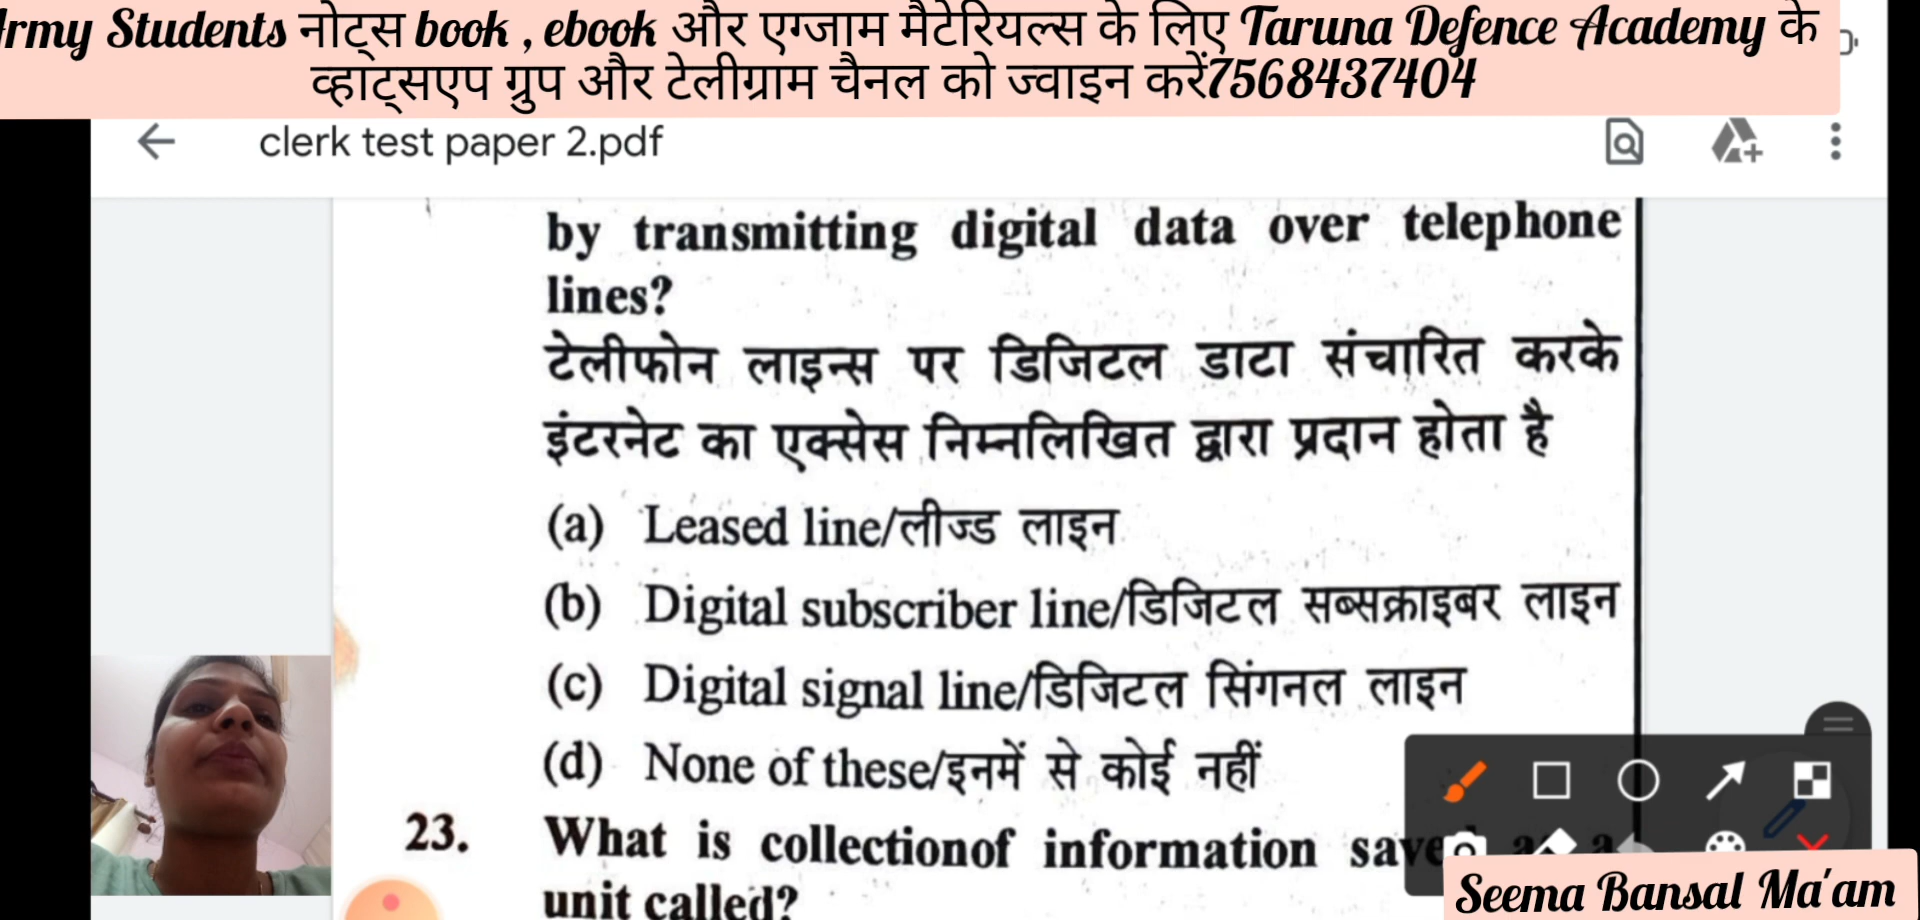 rmy Students नोट्स book , ebook और एग्जाम मैटेरियल्स के लिए Taruna Defence Academy के
व्हाट्सएप ग्रुप और टेलीग्राम चैनल को ज्वाइन करें7568437404
clerk test paper 2.pdf
by transmitting digital data over telephone
lines?
टेलीफोन लाइन्स पर डिजिटल डाटा संचारित करके
इंटरनेट का एक्सेस निम्नलिखित द्वारा प्रदान होता है
(a) Leased line/लीज्ड लाइन
(b) Digital subscriber line/डिजिटल सब्सक्राइबर लाइन
(c) Digital signal line/डिजिटल सिंगनल लाइन
(d) None of these/इनमें से कोई नहीं
23. What is collectionof information save as a
unit called?
Seema Bansal Ma'am